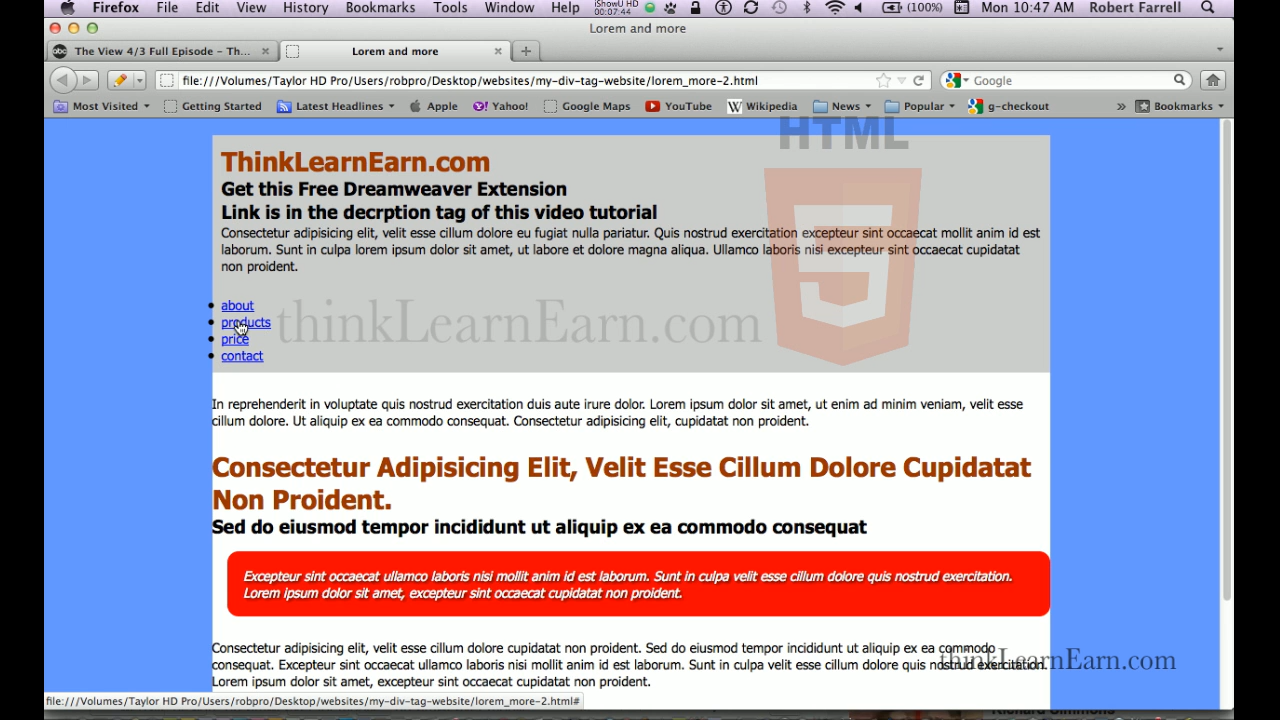 Firefox File Edit View History Bookmarks Tools Window Help iShowU HD 00:07:44 (100%) Mon 10:47 AM Robert Farrell
Lorem and more
abc The View 4/3 Full Episode – Th... Lorem and more
file:///Volumes/Taylor HD Pro/Users/robpro/Desktop/websites/my-div-tag-website/lorem_more-2.html Google
Most Visited Getting Started Latest Headlines Apple Yahoo! Google Maps YouTube Wikipedia News Popular g-checkout » Bookmarks
HTML
ThinkLearnEarn.com
Get this Free Dreamweaver Extension
Link is in the decrption tag of this video tutorial
Consectetur adipisicing elit, velit esse cillum dolore eu fugiat nulla pariatur. Quis nostrud exercitation excepteur sint occaecat mollit anim id est
laborum. Sunt in culpa lorem ipsum dolor sit amet, ut labore et dolore magna aliqua. Ullamco laboris nisi excepteur sint occaecat cupidatat
non proident.
about
products
price
contact
thinkLearnEarn.com
In reprehenderit in voluptate quis nostrud exercitation duis aute irure dolor. Lorem ipsum dolor sit amet, ut enim ad minim veniam, velit esse
cillum dolore. Ut aliquip ex ea commodo consequat. Consectetur adipisicing elit, cupidatat non proident.
Consectetur Adipisicing Elit, Velit Esse Cillum Dolore Cupidatat
Non Proident.
Sed do eiusmod tempor incididunt ut aliquip ex ea commodo consequat
Excepteur sint occaecat ullamco laboris nisi mollit anim id est laborum. Sunt in culpa velit esse cillum dolore quis nostrud exercitation.
Lorem ipsum dolor sit amet, excepteur sint occaecat cupidatat non proident.
Consectetur adipisicing elit, velit esse cillum dolore cupidatat non proident. Sed do eiusmod tempor incididunt ut aliquip ex ea commodo
consequat. Excepteur sint occaecat ullamco laboris nisi mollit anim id est laborum. Sunt in culpa velit esse cillum dolore quis nostrud exercitation.
Lorem ipsum dolor sit amet, excepteur sint occaecat cupidatat non proident.
thinkLearnEarn.com
file:///Volumes/Taylor HD Pro/Users/robpro/Desktop/websites/my-div-tag-website/lorem_more-2.html#